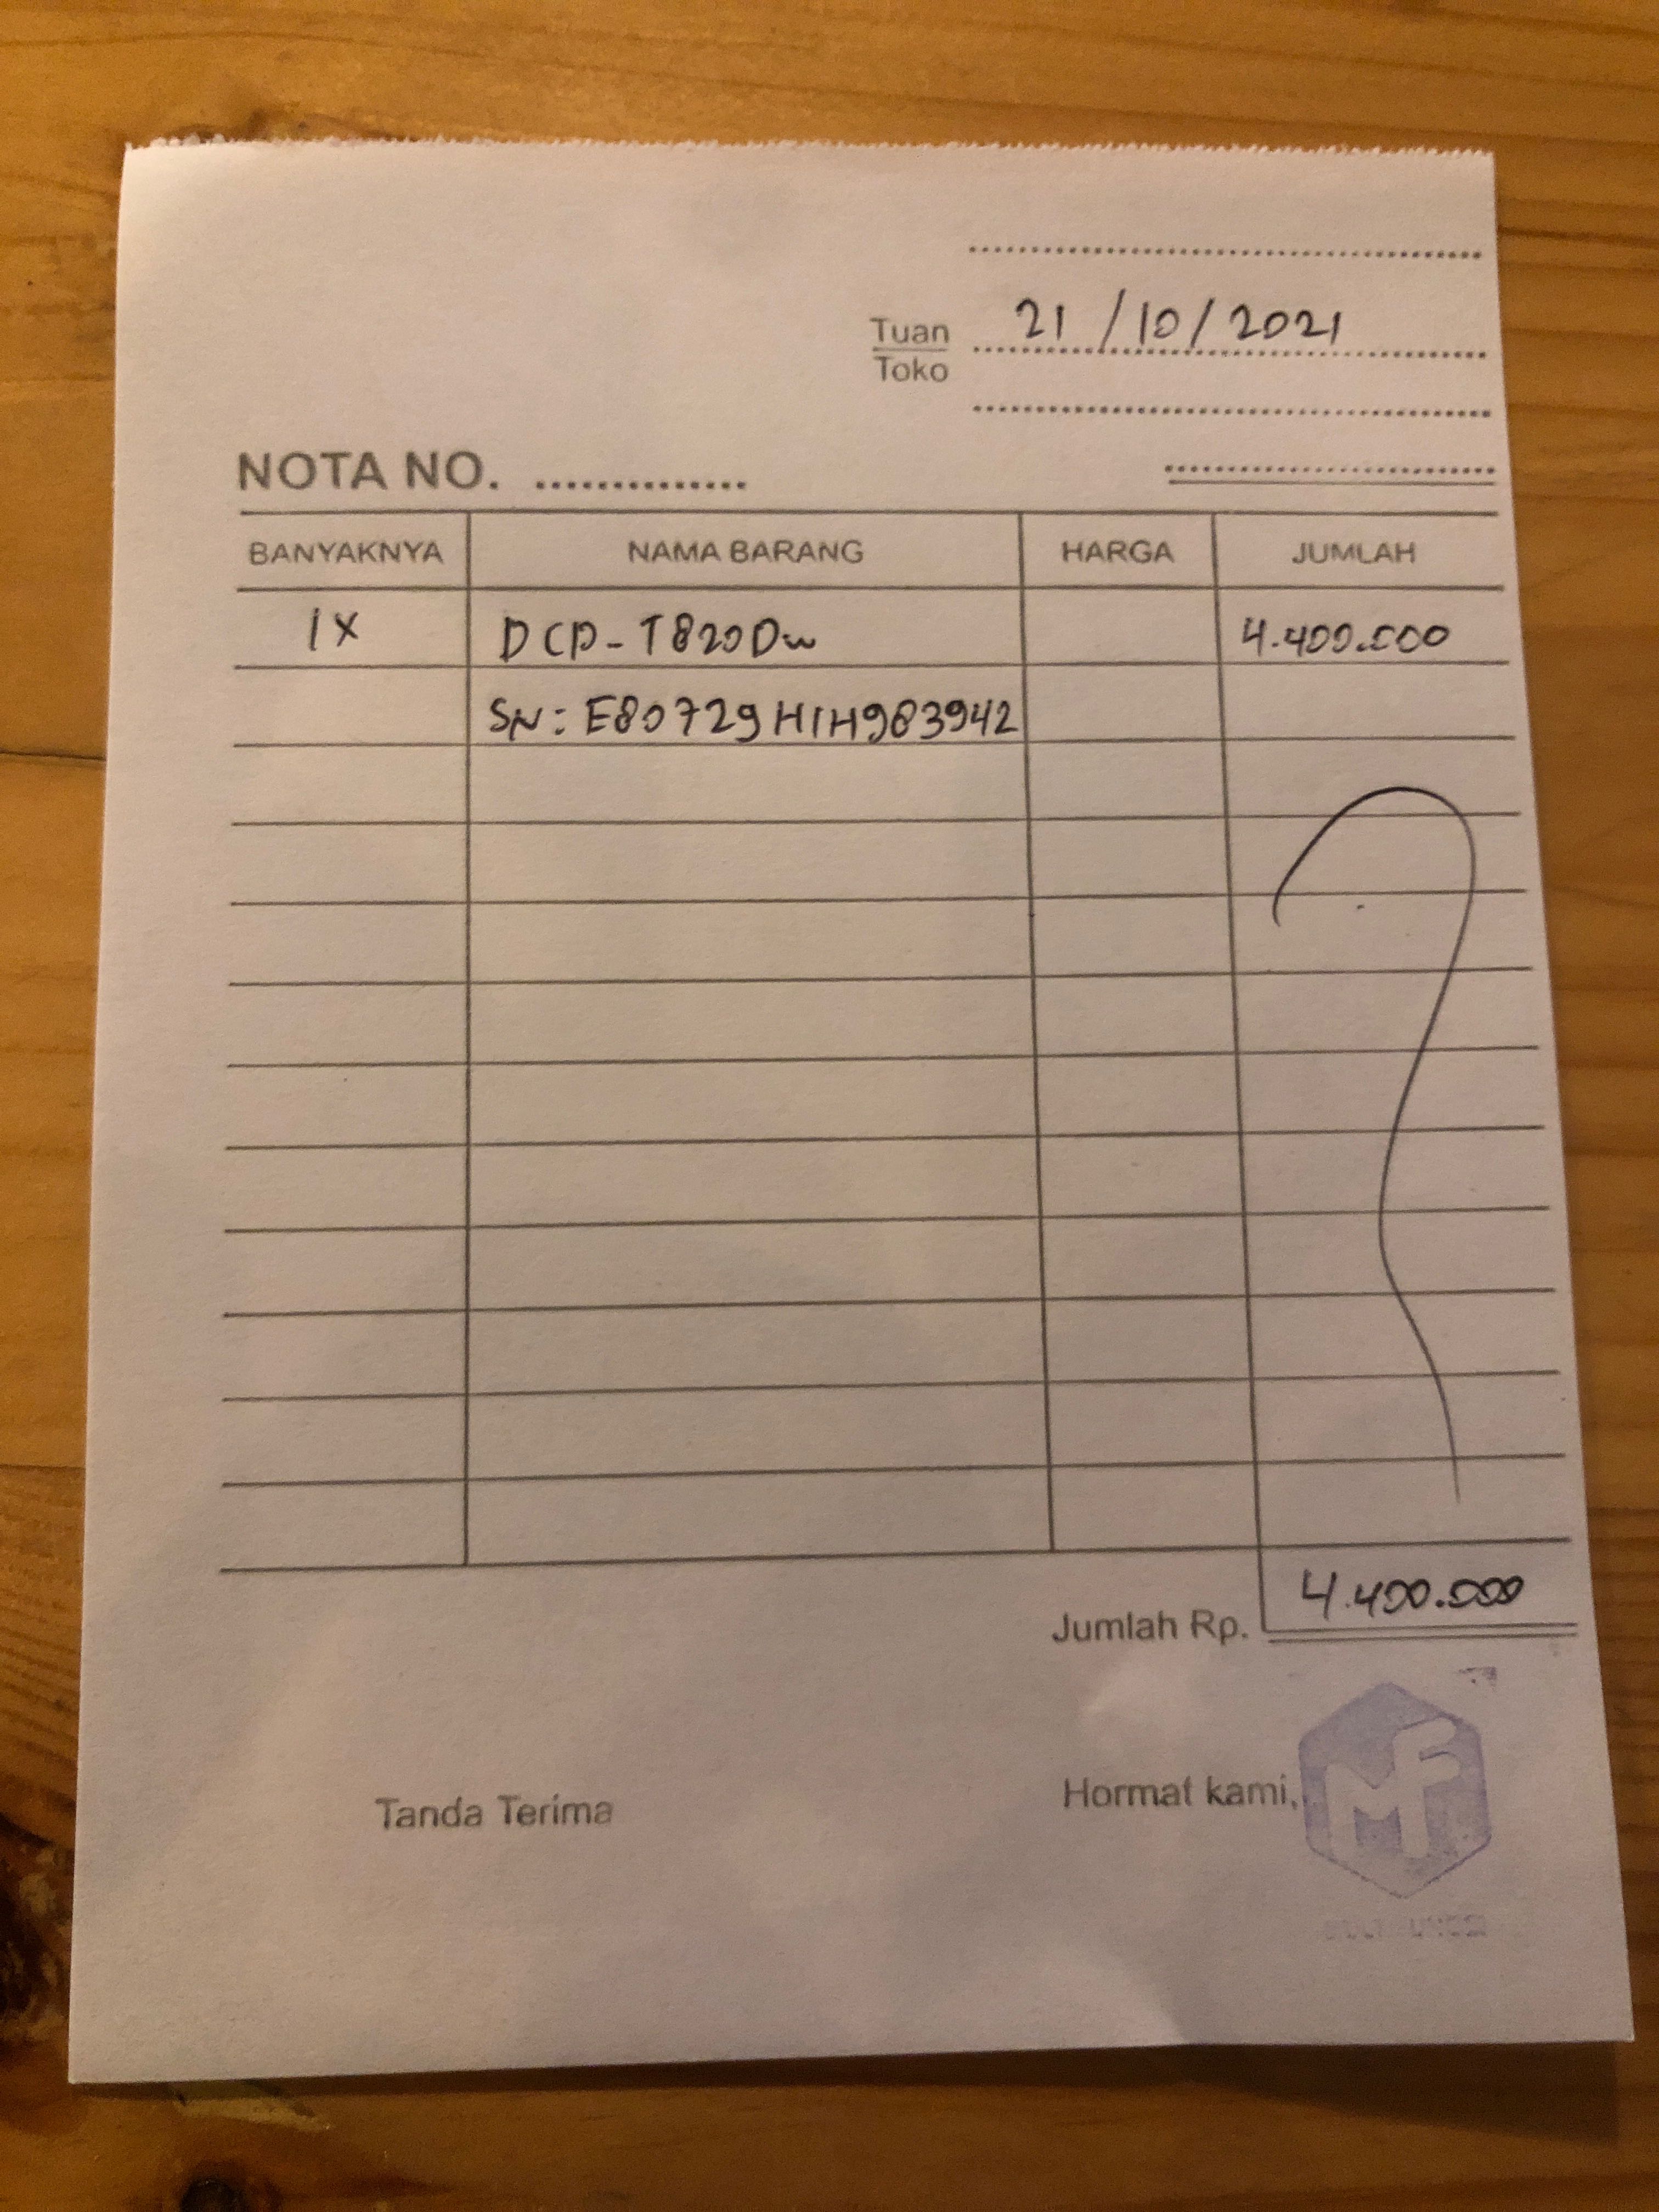 21/10/2021
Tuan
Toko
NOTA NO. ..............
BANYAKNYA NAMA BARANG HARGA JUMLAH
1X DCP-T820DW 4.400.000
SN: E80729H1H983942
Jumlah Rp. 4.400.000
Tanda Terima Hormat kami,
MF